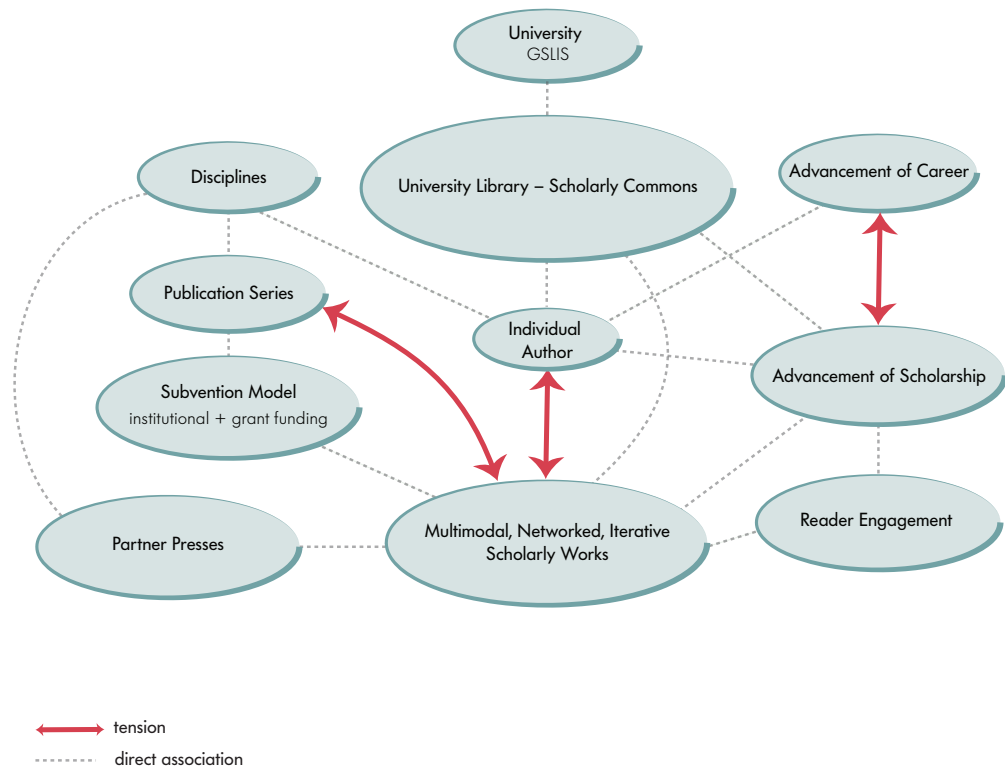 University
GSLIS
Disciplines
University Library – Scholarly Commons
Advancement of Career
Publication Series
Individual
Author
Advancement of Scholarship
Subvention Model
institutional + grant funding
Partner Presses
Multimodal, Networked, Iterative
Scholarly Works
Reader Engagement
tension
direct association